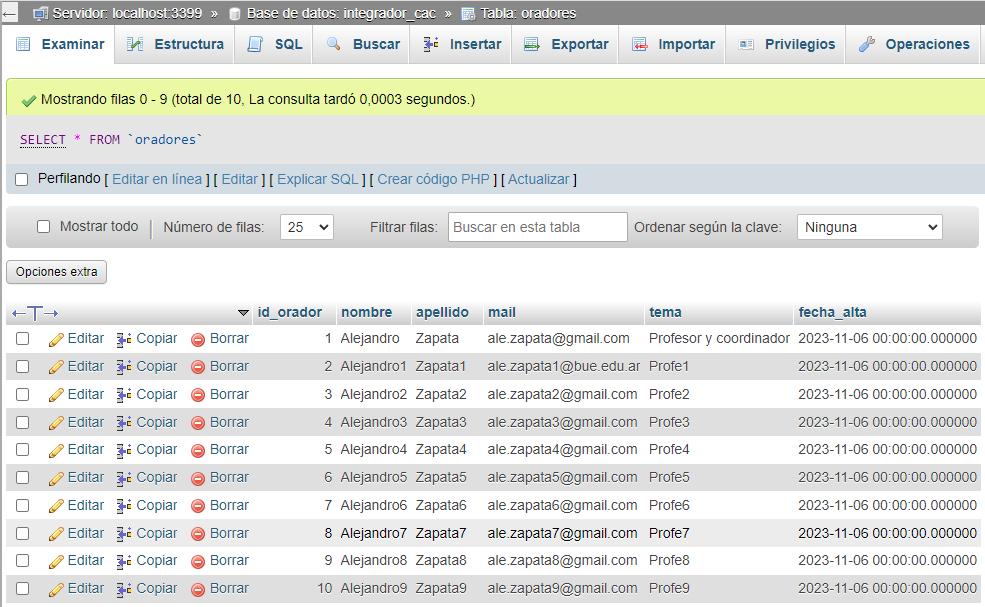 Servidor: localhost:3399 » Base de datos: integrador_cac » Tabla: oradores
Examinar Estructura SQL Buscar Insertar Exportar Importar Privilegios Operaciones
Mostrando filas 0 - 9 (total de 10, La consulta tardó 0,0003 segundos.)
SELECT * FROM `oradores`
Perfilando [ Editar en línea ] [ Editar ] [ Explicar SQL ] [ Crear código PHP ] [ Actualizar ]
Mostrar todo | Número de filas: 25 Filtrar filas: Buscar en esta tabla Ordenar según la clave: Ninguna
Opciones extra
←T→ id_orador nombre apellido mail tema fecha_alta
Editar Copiar Borrar 1 Alejandro Zapata ale.zapata@gmail.com Profesor y coordinador 2023-11-06 00:00:00.000000
Editar Copiar Borrar 2 Alejandro1 Zapata1 ale.zapata1@bue.edu.ar Profe1 2023-11-06 00:00:00.000000
Editar Copiar Borrar 3 Alejandro2 Zapata2 ale.zapata2@gmail.com Profe2 2023-11-06 00:00:00.000000
Editar Copiar Borrar 4 Alejandro3 Zapata3 ale.zapata3@gmail.com Profe3 2023-11-06 00:00:00.000000
Editar Copiar Borrar 5 Alejandro4 Zapata4 ale.zapata4@gmail.com Profe4 2023-11-06 00:00:00.000000
Editar Copiar Borrar 6 Alejandro5 Zapata5 ale.zapata5@gmail.com Profe5 2023-11-06 00:00:00.000000
Editar Copiar Borrar 7 Alejandro6 Zapata6 ale.zapata6@gmail.com Profe6 2023-11-06 00:00:00.000000
Editar Copiar Borrar 8 Alejandro7 Zapata7 ale.zapata7@gmail.com Profe7 2023-11-06 00:00:00.000000
Editar Copiar Borrar 9 Alejandro8 Zapata8 ale.zapata8@gmail.com Profe8 2023-11-06 00:00:00.000000
Editar Copiar Borrar 10 Alejandro9 Zapata9 ale.zapata9@gmail.com Profe9 2023-11-06 00:00:00.000000